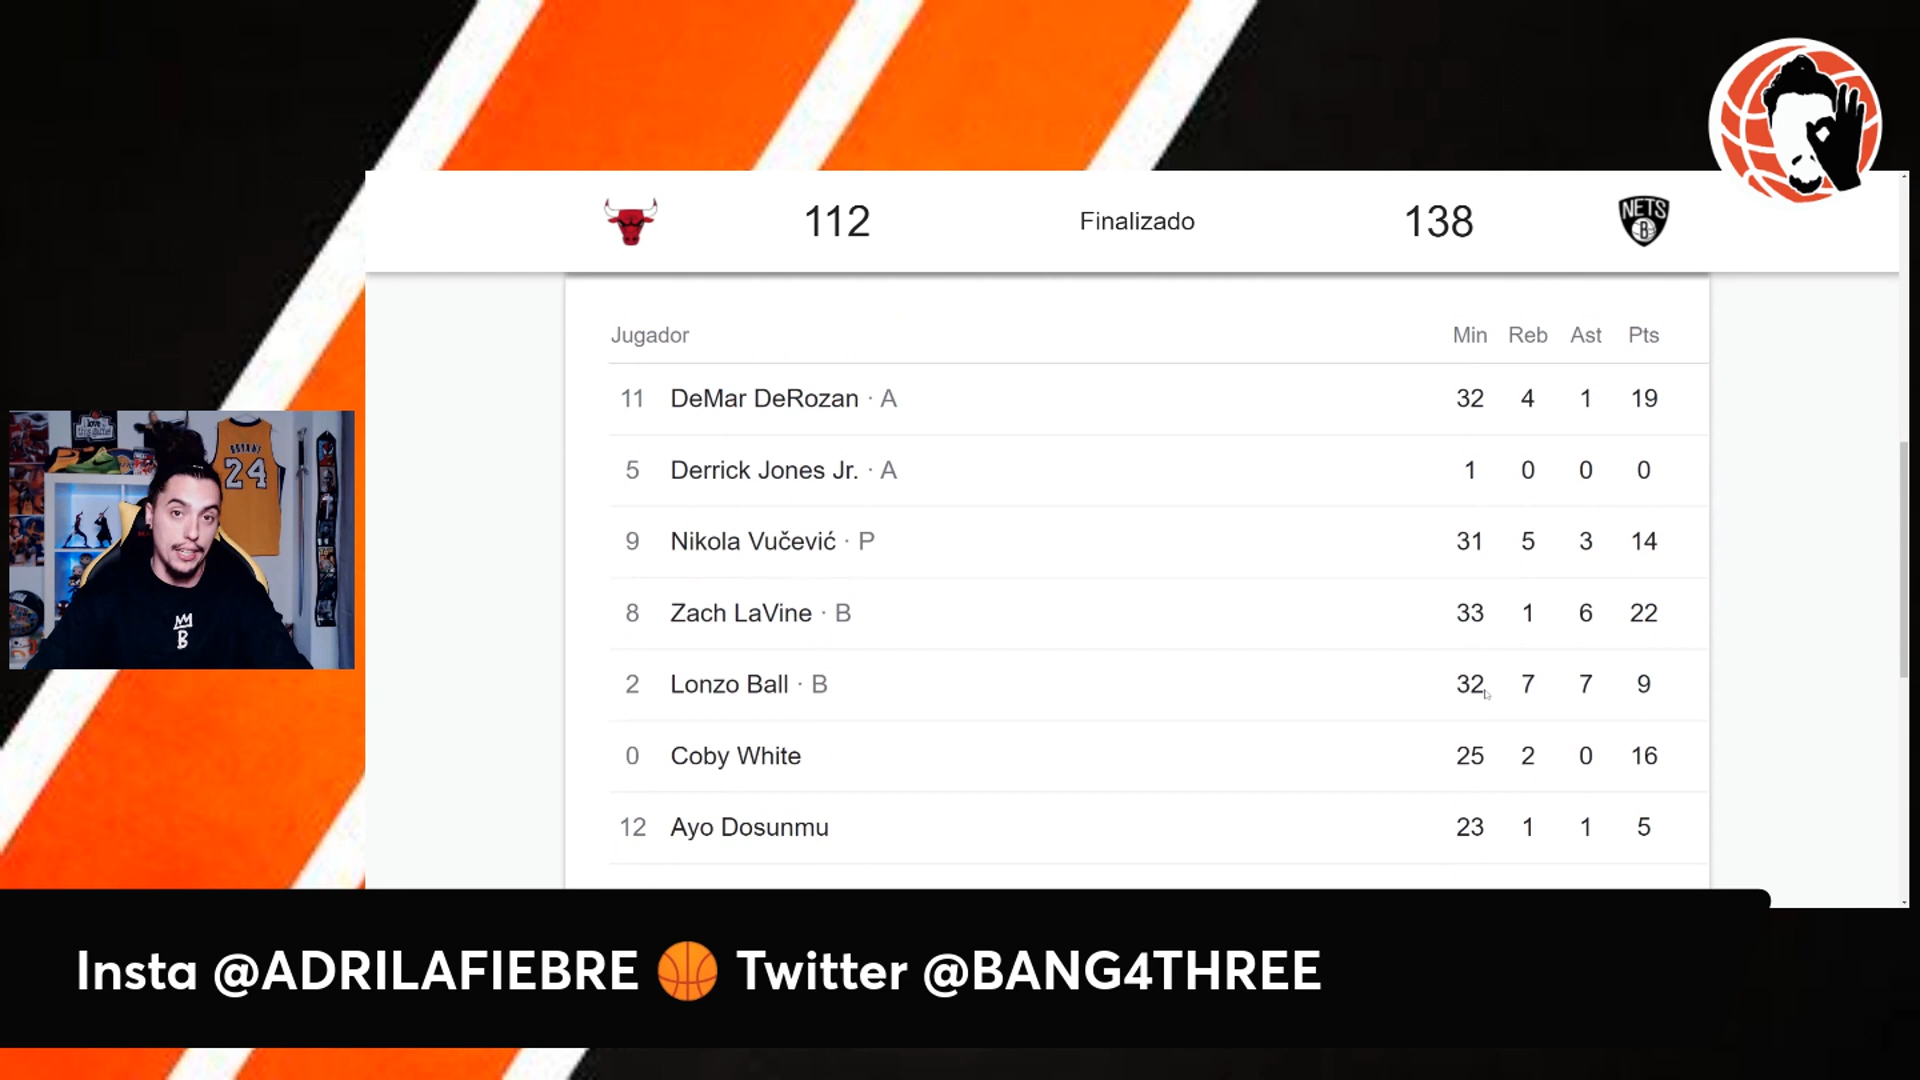 112 Finalizado 138
NETS
B
Jugador Min Reb Ast Pts
11 DeMar DeRozan · A 32 4 1 19
5 Derrick Jones Jr. · A 1 0 0 0
9 Nikola Vučević · P 31 5 3 14
8 Zach LaVine · B 33 1 6 22
2 Lonzo Ball · B 32 7 7 9
0 Coby White 25 2 0 16
12 Ayo Dosunmu 23 1 1 5
BRYANT
24
B
Insta @ADRILAFIEBRE 🏀 Twitter @BANG4THREE